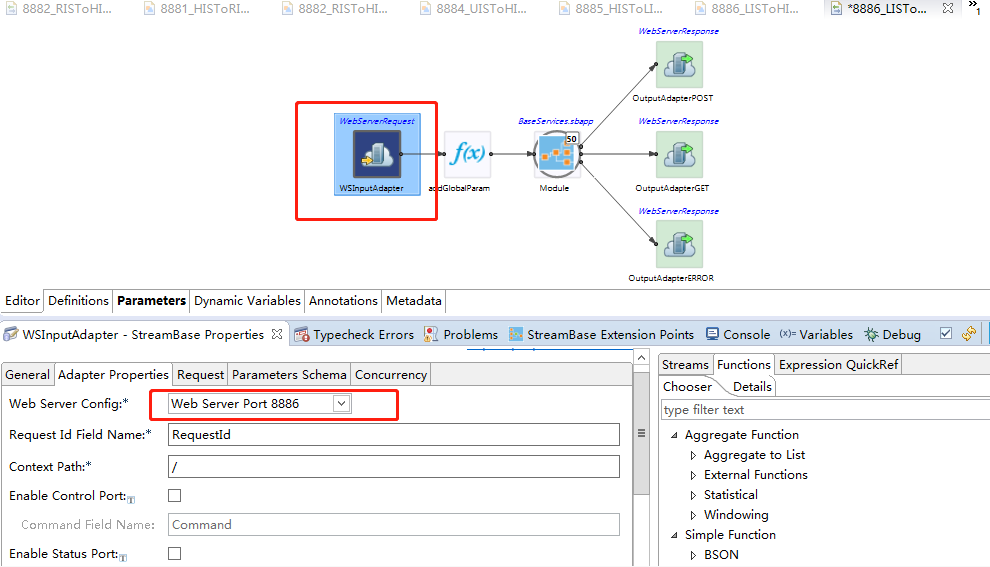 8882_RISToHI... 8881_HISToRI... 8882_RISToHI... 8884_UISToHI... 8885_HISToLI... 8886_LISToHI... *8886_LISTo... »1
WebServerResponse
OutputAdapterPOST
WebServerRequest BaseServices.sbapp WebServerResponse
f(x) 50
WSInputAdapter addGlobalParam Module OutputAdapterGET
WebServerResponse
OutputAdapterERROR
Editor Definitions Parameters Dynamic Variables Annotations Metadata
WSInputAdapter - StreamBase Properties Typecheck Errors Problems StreamBase Extension Points Console (x)= Variables Debug
General Adapter Properties Request Parameters Schema Concurrency
Web Server Config:* Web Server Port 8886
Request Id Field Name:* RequestId
Context Path:* /
Enable Control Port:
Command Field Name: Command
Enable Status Port:
Streams Functions Expression QuickRef
Chooser Details
type filter text
Aggregate Function
Aggregate to List
External Functions
Statistical
Windowing
Simple Function
BSON